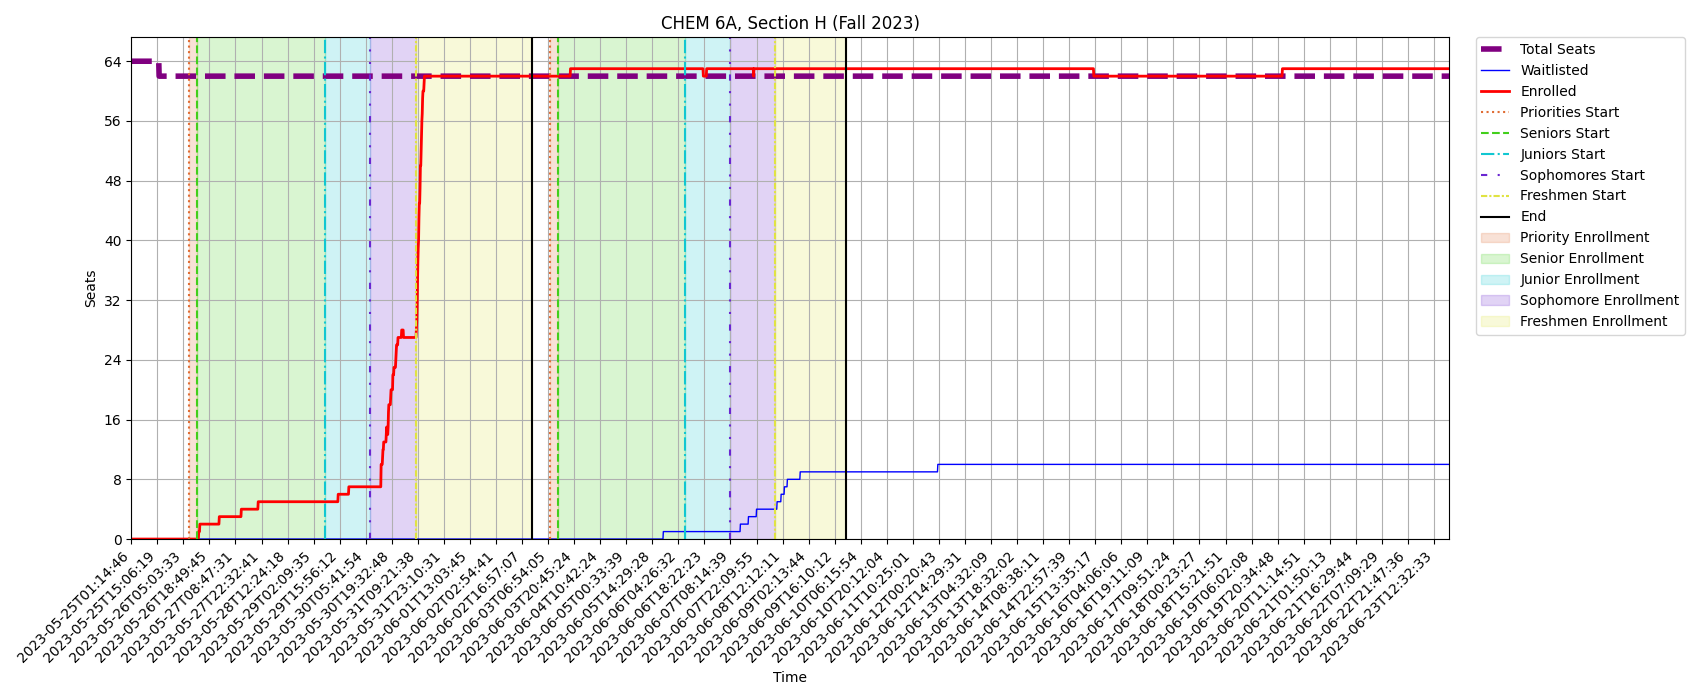 CHEM 6A, Section H (Fall 2023)
Seats
64
56
48
40
32
24
16
8
0
2023-05-25T01:14:46
2023-05-25T15:06:19
2023-05-26T05:03:33
2023-05-26T18:49:45
2023-05-27T08:47:31
2023-05-27T22:32:41
2023-05-28T12:24:18
2023-05-29T02:09:35
2023-05-29T15:56:12
2023-05-30T05:41:54
2023-05-30T19:32:48
2023-05-31T09:21:38
2023-05-31T23:10:31
2023-06-01T13:03:45
2023-06-02T02:54:41
2023-06-02T16:57:07
2023-06-03T06:54:05
2023-06-03T20:45:24
2023-06-04T10:42:24
2023-06-05T00:33:39
2023-06-05T14:29:28
2023-06-06T04:26:32
2023-06-06T18:22:23
2023-06-07T08:14:39
2023-06-07T22:09:55
2023-06-08T12:12:11
2023-06-09T02:13:44
2023-06-09T16:10:12
2023-06-10T06:15:54
2023-06-10T20:12:04
2023-06-11T10:25:01
2023-06-12T00:20:43
2023-06-12T14:29:31
2023-06-13T04:32:09
2023-06-13T18:32:02
2023-06-14T08:38:11
2023-06-14T22:57:39
2023-06-15T13:35:17
2023-06-16T04:06:06
2023-06-16T19:11:09
2023-06-17T09:51:24
2023-06-18T00:23:27
2023-06-18T15:21:51
2023-06-19T06:02:08
2023-06-19T20:34:48
2023-06-20T11:14:51
2023-06-21T01:50:13
2023-06-21T16:29:44
2023-06-22T07:09:29
2023-06-22T21:47:36
2023-06-23T12:32:33
Time
Total Seats
Waitlisted
Enrolled
Priorities Start
Seniors Start
Juniors Start
Sophomores Start
Freshmen Start
End
Priority Enrollment
Senior Enrollment
Junior Enrollment
Sophomore Enrollment
Freshmen Enrollment